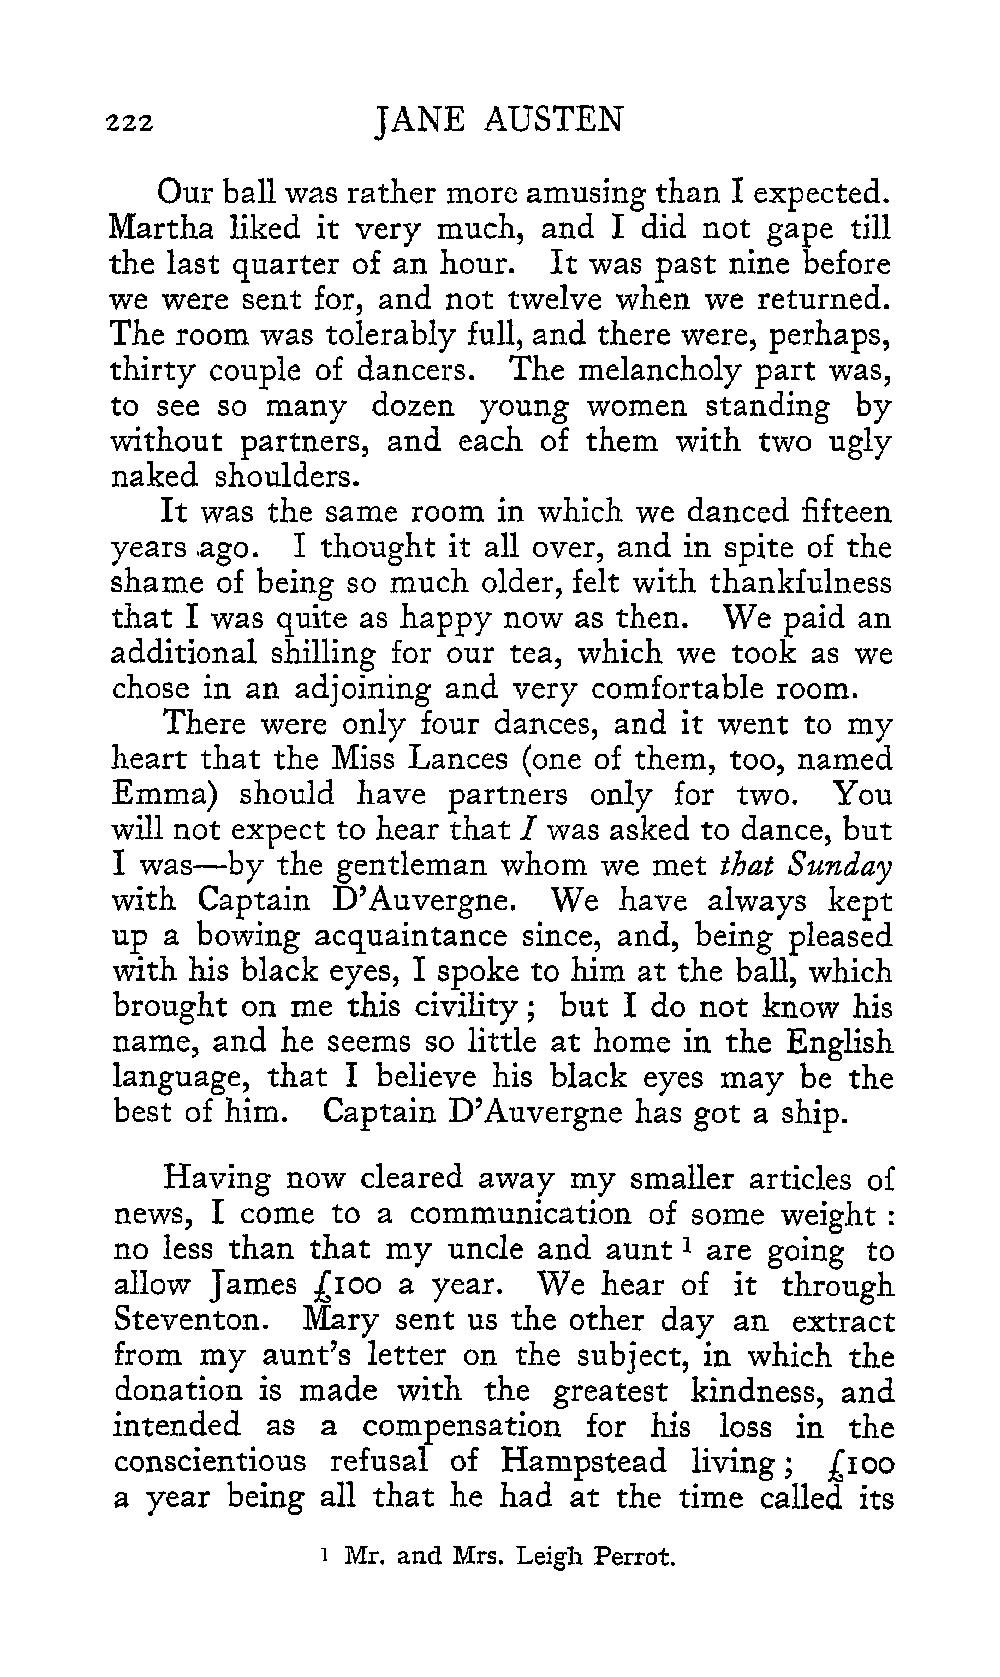 222 JANE AUSTEN
Our ball was rather more amusing than I expected.
Martha liked it very much, and I did not gape till
the last quarter of an hour. It was past nine before
we were sent for, and not twelve when we returned.
The room was tolerably full, and there were, perhaps,
thirty couple of dancers. The melancholy part was,
to see so many dozen young women standing by
without partners, and each of them with two ugly
naked shoulders.
It was the same room in which we danced fifteen
years ago. I thought it all over, and in spite of the
shame of being so much older, felt with thankfulness
that I was quite as happy now as then. We paid an
additional shilling for our tea, which we took as we
chose in an adjoining and very comfortable room.
There were only four dances, and it went to my
heart that the Miss Lances (one of them, too, named
Emma) should have partners only for two. You
will not expect to hear that I was asked to dance, but
I was—by the gentleman whom we met that Sunday
with Captain D'Auvergne. We have always kept
up a bowing acquaintance since, and, being pleased
with his black eyes, I spoke to him at the ball, which
brought on me this civility ; but I do not know his
name, and he seems so little at home in the English
language, that I believe his black eyes may be the
best of him. Captain D'Auvergne has got a ship.
Having now cleared away my smaller articles of
news, I come to a communication of some weight :
no less than that my uncle and aunt ¹ are going to
allow James £100 a year. We hear of it through
Steventon. Mary sent us the other day an extract
from my aunt's letter on the subject, in which the
donation is made with the greatest kindness, and
intended as a compensation for his loss in the
conscientious refusal of Hampstead living ; £100
a year being all that he had at the time called its
¹ Mr. and Mrs. Leigh Perrot.